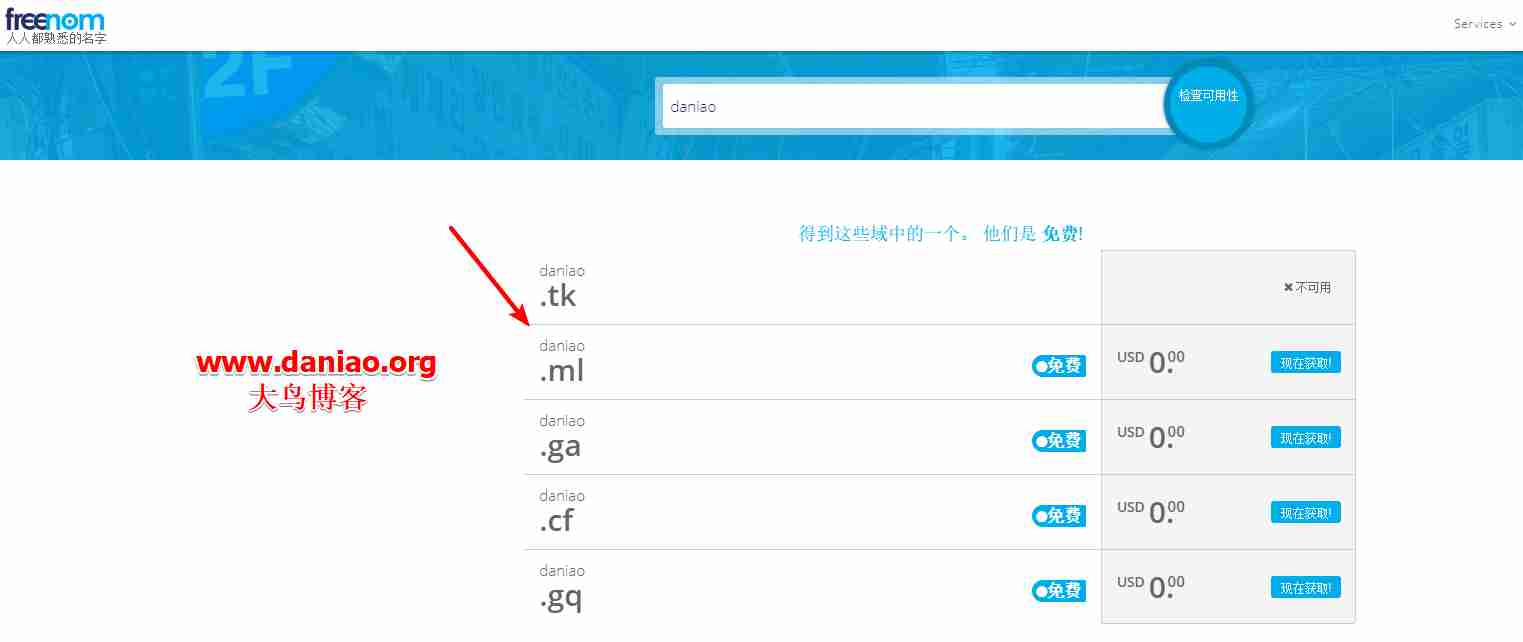 freenom
人人都熟悉的名字
Services
2F
daniao
检查可用性
得到这些域中的一个。 他们是 免费!
daniao
.tk
不可用
daniao
.ml
免费
USD 0.00
现在获取!
daniao
.ga
免费
USD 0.00
现在获取!
daniao
.cf
免费
USD 0.00
现在获取!
daniao
.gq
免费
USD 0.00
现在获取!
www.daniao.org
大鸟博客